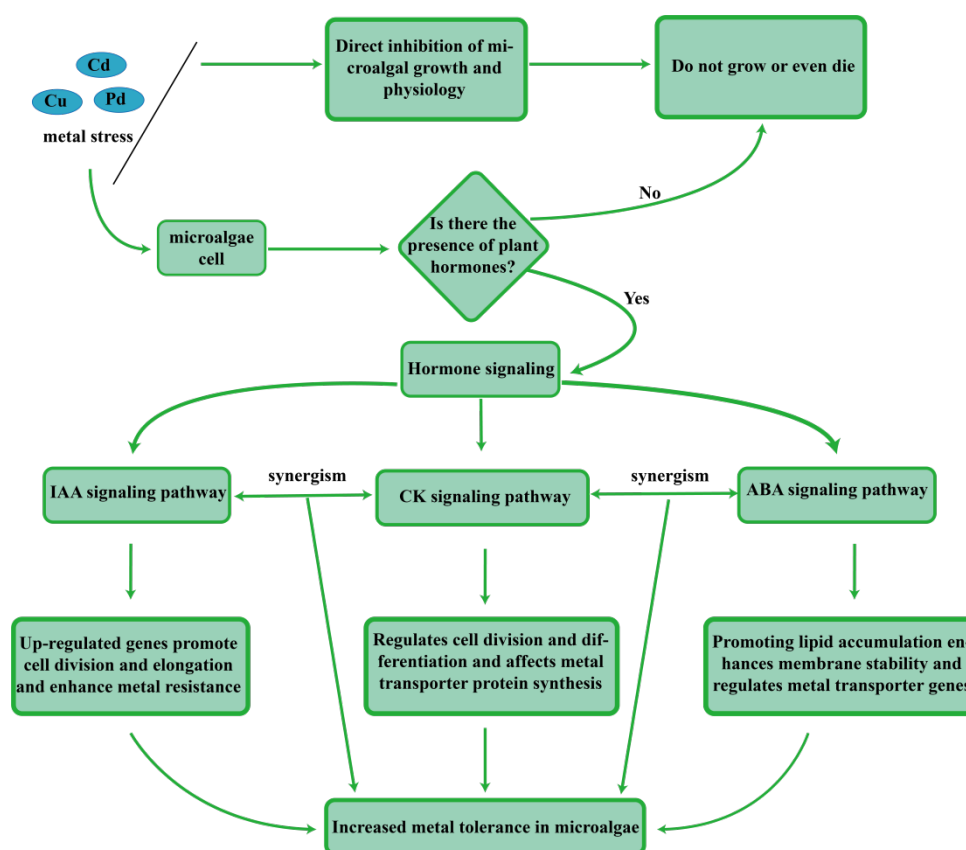 Cd
Cu
Pd
metal stress
Direct inhibition of mi-
croalgal growth and
physiology
Do not grow or even die
No
microalgae
cell
Is there the
presence of plant
hormones?
Yes
Hormone signaling
synergism
synergism
IAA signaling pathway
CK signaling pathway
ABA signaling pathway
Up-regulated genes promote
cell division and elongation
and enhance metal resistance
Regulates cell division and dif-
ferentiation and affects metal
transporter protein synthesis
Promoting lipid accumulation en-
hances membrane stability and
regulates metal transporter genes
Increased metal tolerance in microalgae